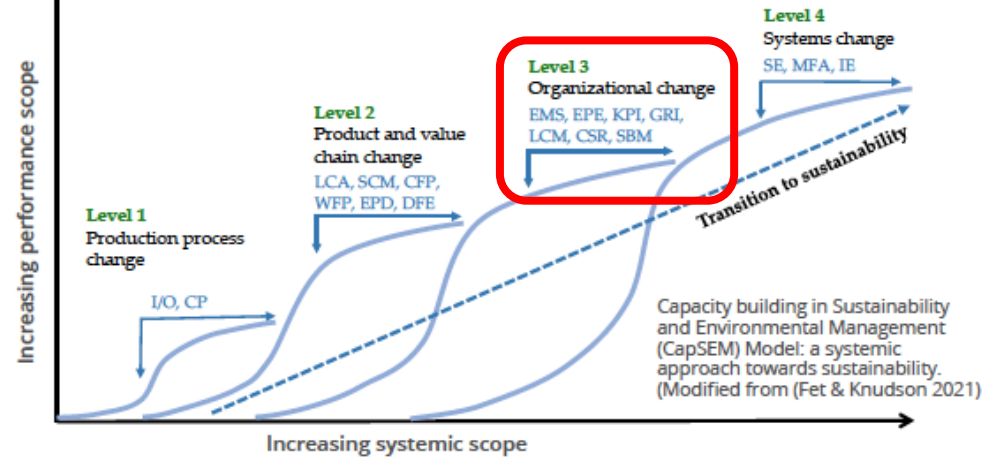 Increasing performance scope
Level 1
Production process
change
I/O, CP
Level 2
Product and value
chain change
LCA, SCM, CFP,
WFP, EPD, DFE
Level 3
Organizational change
EMS, EPE, KPI, GRI,
LCM, CSR, SBM
Level 4
Systems change
SE, MFA, IE
Transition to sustainability
Capacity building in Sustainability
and Environmental Management
(CapSEM) Model: a systemic
approach towards sustainability.
(Modified from (Fet & Knudson 2021)
Increasing systemic scope